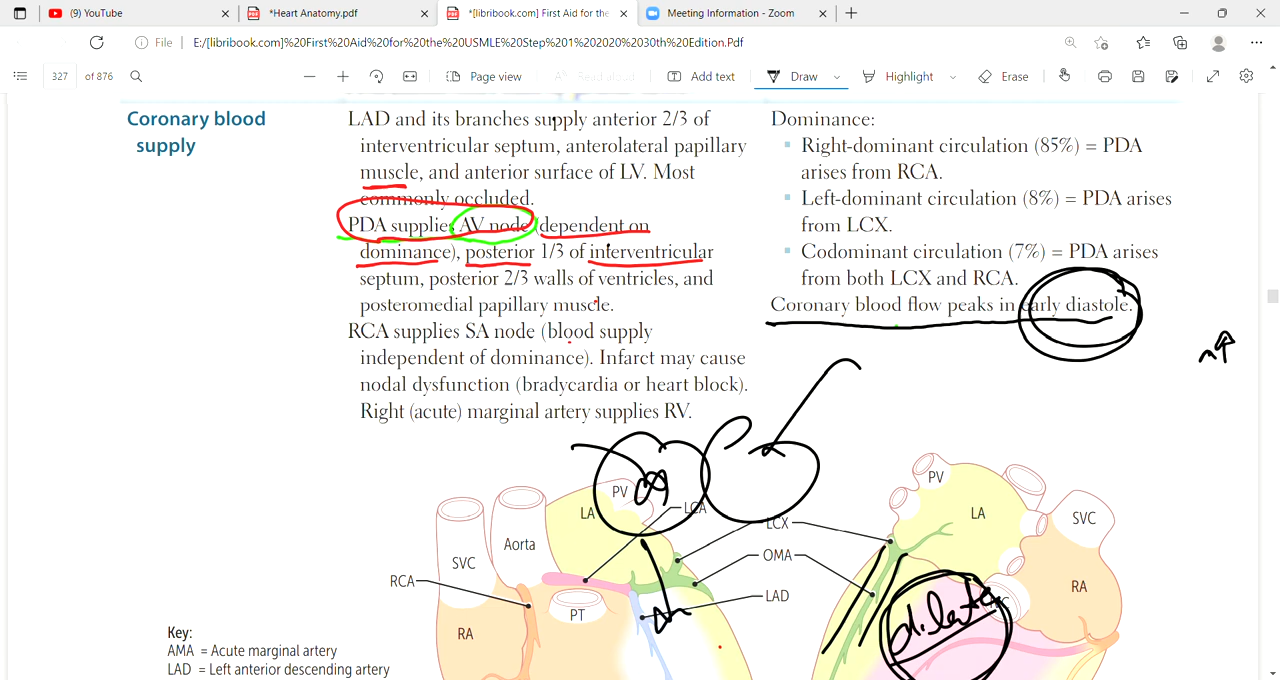 (9) YouTube
*Heart Anatomy.pdf
*[libribook.com] First Aid for the
Meeting Information - Zoom
File
E:/[libribook.com]%20First%20Aid%20for%20the%20USMLE%20Step%201%202020%2030th%20Edition.Pdf
327
of 876
Page view
Read aloud
Add text
Draw
Highlight
Erase
Coronary blood
supply
LAD and its branches supply anterior 2/3 of
interventricular septum, anterolateral papillary
muscle, and anterior surface of LV. Most
commonly occluded.
PDA supplies AV node (dependent on
dominance), posterior 1/3 of interventricular
septum, posterior 2/3 walls of ventricles, and
posteromedial papillary muscle.
RCA supplies SA node (blood supply
independent of dominance). Infarct may cause
nodal dysfunction (bradycardia or heart block).
Right (acute) marginal artery supplies RV.
Dominance:
Right-dominant circulation (85%) = PDA
arises from RCA.
Left-dominant circulation (8%) = PDA arises
from LCX.
Codominant circulation (7%) = PDA arises
from both LCX and RCA.
Coronary blood flow peaks in early diastole.
PV
LA
LCA
LCX
OMA
LAD
SVC
Aorta
RCA
PT
RA
PV
LA
SVC
RA
dilate
Key:
AMA = Acute marginal artery
LAD = Left anterior descending artery